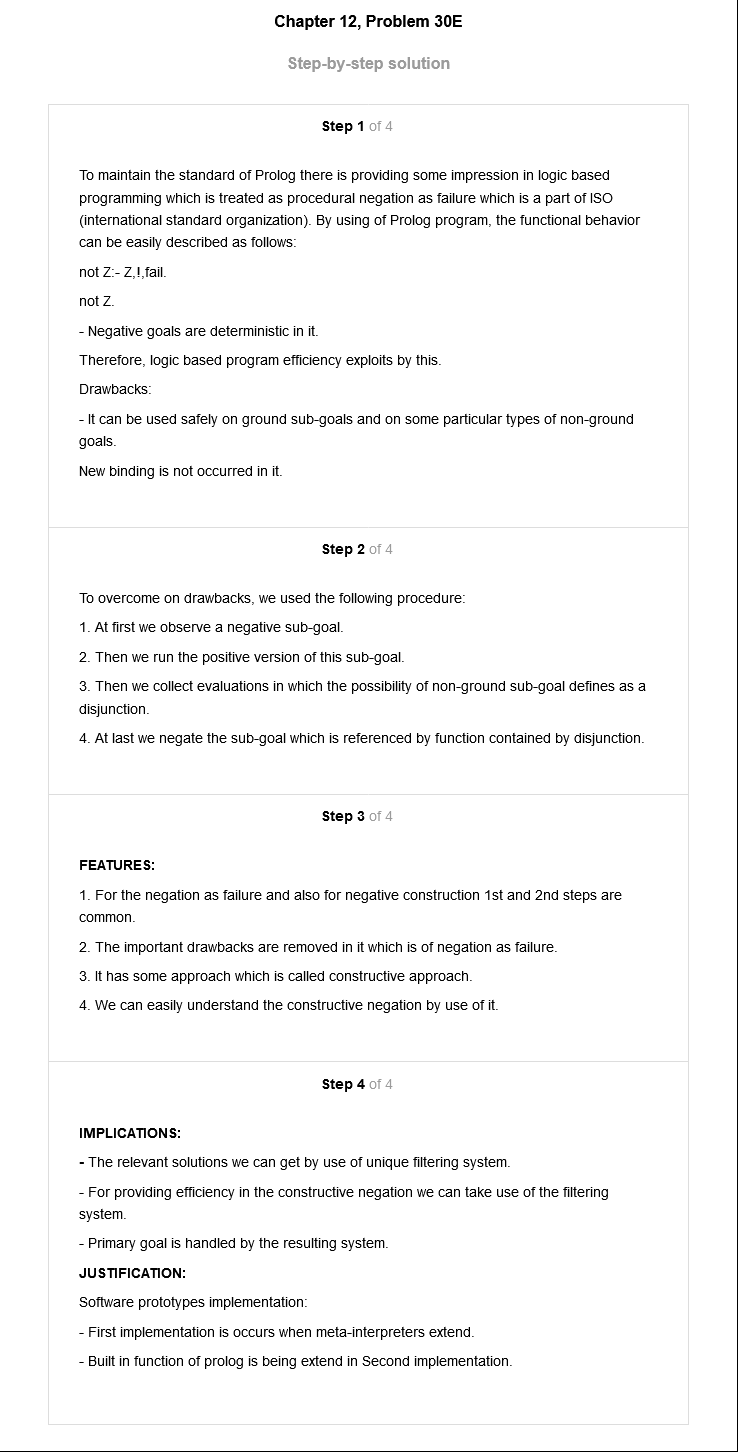 Chapter 12, Problem 30E
Step-by-step solution
Step 1 of 4
To maintain the standard of Prolog there is providing some impression in logic based
programming which is treated as procedural negation as failure which is a part of ISO
(international standard organization). By using of Prolog program, the functional behavior
can be easily described as follows:
not Z:- Z,!,fail.
not Z.
- Negative goals are deterministic in it.
Therefore, logic based program efficiency exploits by this.
Drawbacks:
- It can be used safely on ground sub-goals and on some particular types of non-ground
goals.
New binding is not occurred in it.
Step 2 of 4
To overcome on drawbacks, we used the following procedure:
1. At first we observe a negative sub-goal.
2. Then we run the positive version of this sub-goal.
3. Then we collect evaluations in which the possibility of non-ground sub-goal defines as a
disjunction.
4. At last we negate the sub-goal which is referenced by function contained by disjunction.
Step 3 of 4
FEATURES:
1. For the negation as failure and also for negative construction 1st and 2nd steps are
common.
2. The important drawbacks are removed in it which is of negation as failure.
3. It has some approach which is called constructive approach.
4. We can easily understand the constructive negation by use of it.
Step 4 of 4
IMPLICATIONS:
- The relevant solutions we can get by use of unique filtering system.
- For providing efficiency in the constructive negation we can take use of the filtering
system.
- Primary goal is handled by the resulting system.
JUSTIFICATION:
Software prototypes implementation:
- First implementation is occurs when meta-interpreters extend.
- Built in function of prolog is being extend in Second implementation.